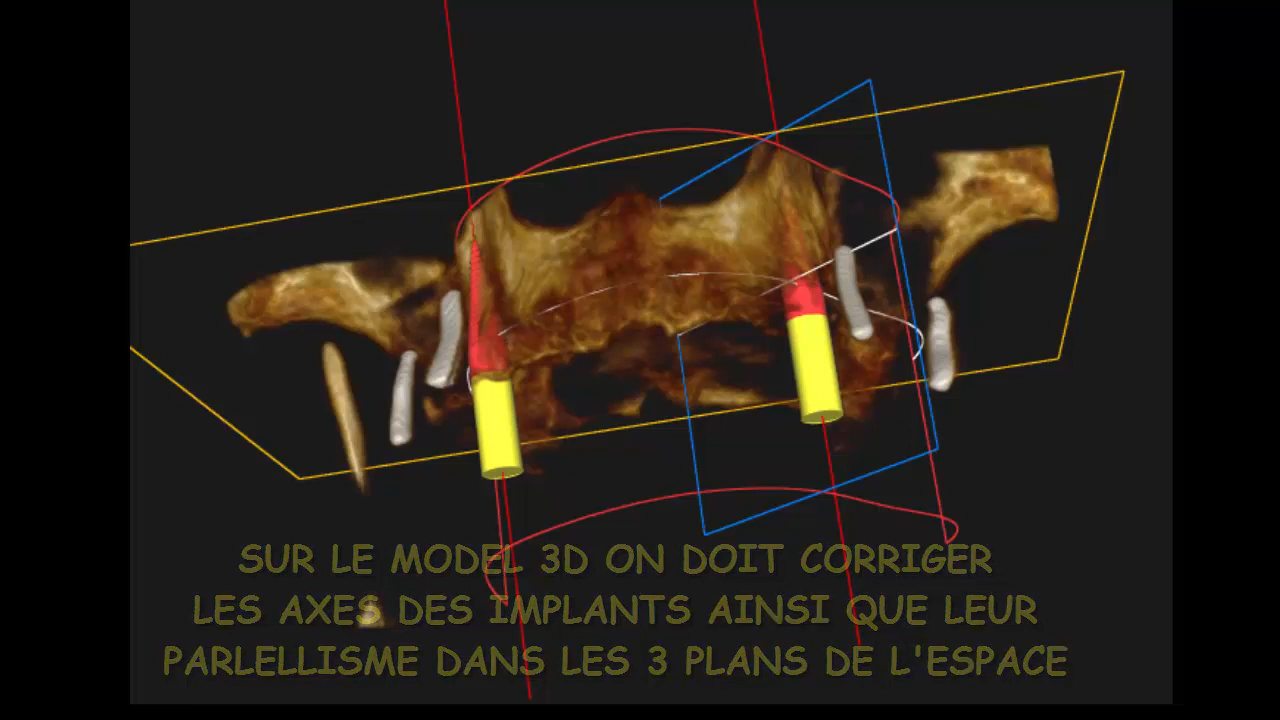 SUR LE MODEL 3D ON DOIT CORRIGER
LES AXES DES IMPLANTS AINSI QUE LEUR
PARLELLISME DANS LES 3 PLANS DE L'ESPACE